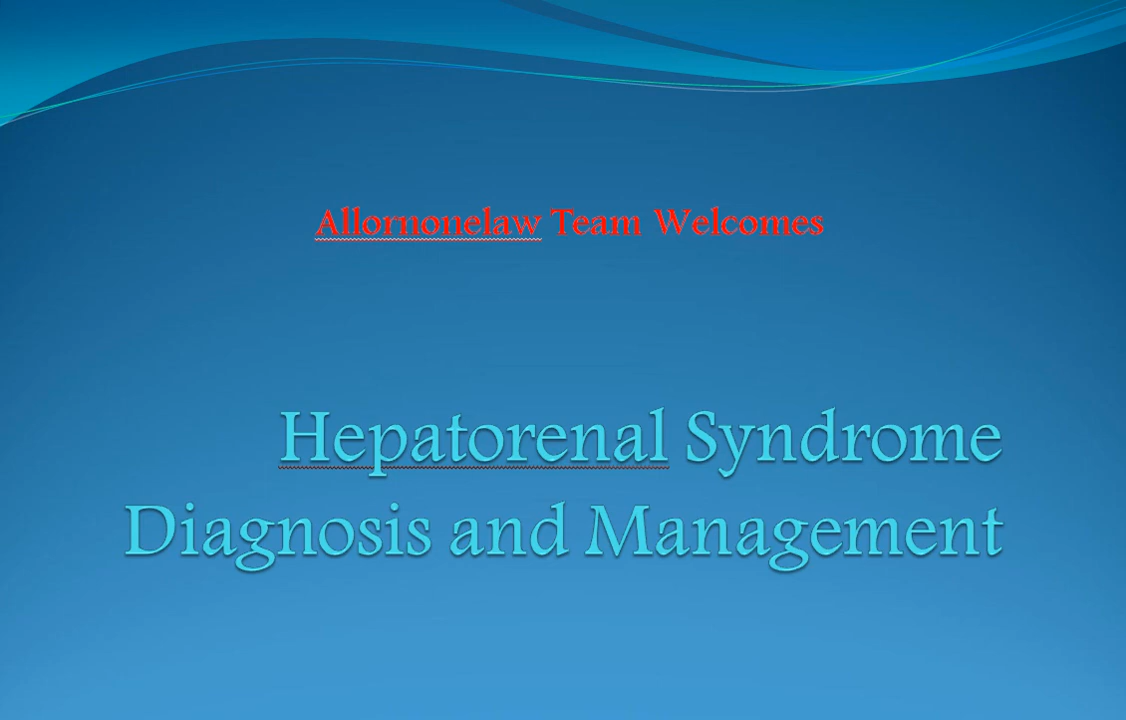 Allornonelaw Team Welcomes
Hepatorenal Syndrome
Diagnosis and Management